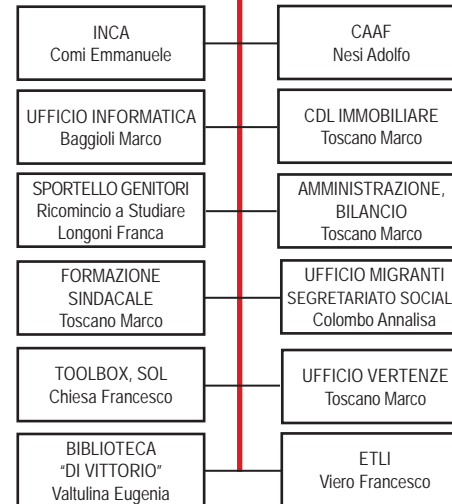 INCA
Comi Emmanuele
CAAF
Nesi Adolfo
UFFICIO INFORMATICA
Baggioli Marco
CDL IMMOBILIARE
Toscano Marco
SPORTELLO GENITORI
Ricomincio a Studiare
Longoni Franca
AMMINISTRAZIONE,
BILANCIO
Toscano Marco
FORMAZIONE
SINDACALE
Toscano Marco
UFFICIO MIGRANTI
SEGRETARIATO SOCIAL
Colombo Annalisa
TOOLBOX, SOL
Chiesa Francesco
UFFICIO VERTENZE
Toscano Marco
BIBLIOTECA
“DI VITTORIO”
Valtulina Eugenia
ETLI
Viero Francesco